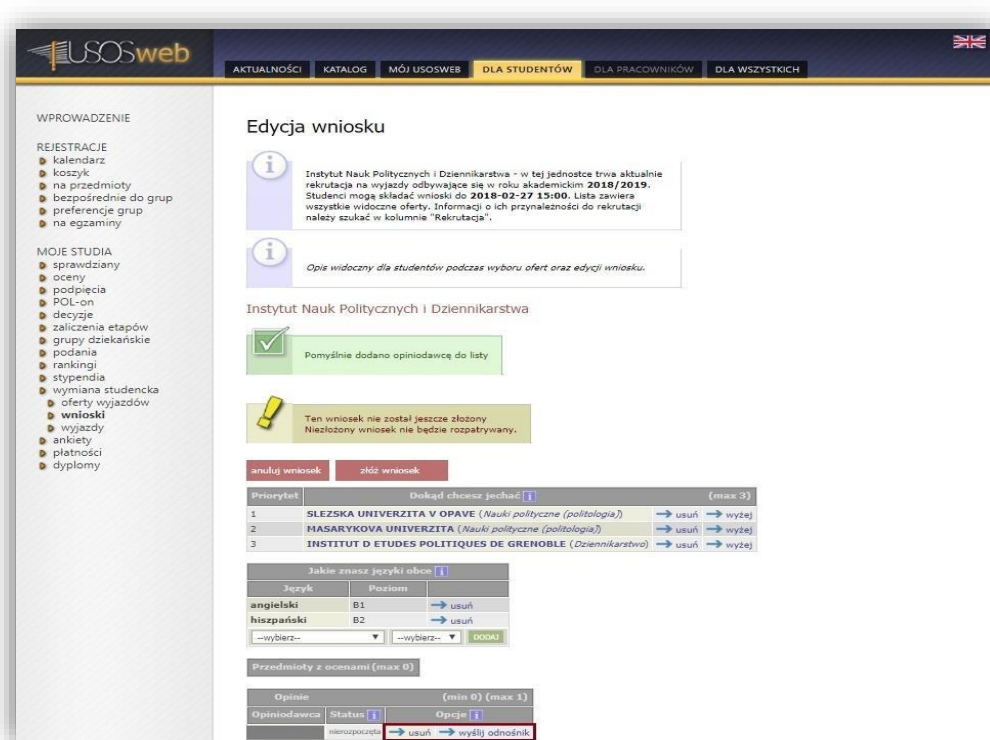 USOSweb
AKTUALNOŚCI KATALOG MÓJ USOSWEB DLA STUDENTÓW DLA PRACOWNIKÓW DLA WSZYSTKICH
WPROWADZENIE
REJESTRACJE
kalendarz
koszyk
na przedmioty
bezpośrednie do grup
preferencje grup
na egzaminy
MOJE STUDIA
sprawdziany
oceny
podpięcia
POL-on
decyzje
zaliczenia etapów
grupy dziekańskie
podania
rankingi
stypendia
wymiana studencka
oferty wyjazdów
wnioski
wyjazdy
ankiety
płatności
dyplomy
Edycja wniosku
Instytut Nauk Politycznych i Dziennikarstwa - w tej jednostce trwa aktualnie
rekrutacja na wyjazdy odbywające się w roku akademickim 2018/2019.
Studenci mogą składać wnioski do 2018-02-27 15:00. Lista zawiera
wszystkie widoczne oferty. Informacji o ich przynależności do rekrutacji
należy szukać w kolumnie "Rekrutacja".
Opis widoczny dla studentów podczas wyboru ofert oraz edycji wniosku.
Instytut Nauk Politycznych i Dziennikarstwa
Pomyślnie dodano opiniodawcę do listy
Ten wniosek nie został jeszcze złożony
Niezłożony wniosek nie będzie rozpatrywany.
anuluj wniosek złóż wniosek
Priorytet Dokąd chcesz jechać i (max 3)
1 SLEZSKA UNIVERZITA V OPAVE (Nauki polityczne (politologia)) usuń wyżej
2 MASARYKOVA UNIVERZITA (Nauki polityczne (politologia)) usuń wyżej
3 INSTITUT D ETUDES POLITIQUES DE GRENOBLE (Dziennikarstwo) usuń wyżej
Jakie znasz języki obce i
Język Poziom
angielski B1 usuń
hiszpański B2 usuń
--wybierz-- --wybierz-- DODAJ
Przedmioty z ocenami (max 0)
Opinie (min 0) (max 1)
Opiniodawca Status i Opcje i
nierozpoczęta usuń wyślij odnośnik